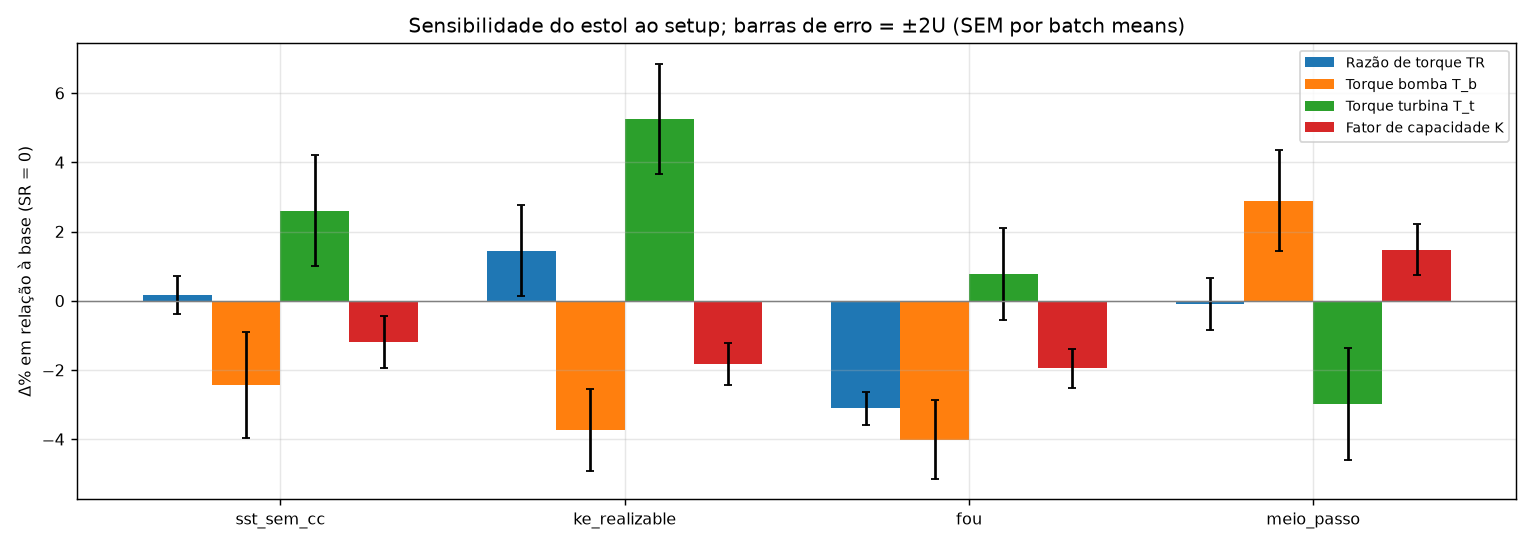 Sensibilidade do estol ao setup; barras de erro = ±2U (SEM por batch means)
Razão de torque TR
Torque bomba T_b
Torque turbina T_t
Fator de capacidade K
Δ% em relação à base (SR = 0)
6
4
2
0
−2
−4
sst_sem_cc
ke_realizable
fou
meio_passo